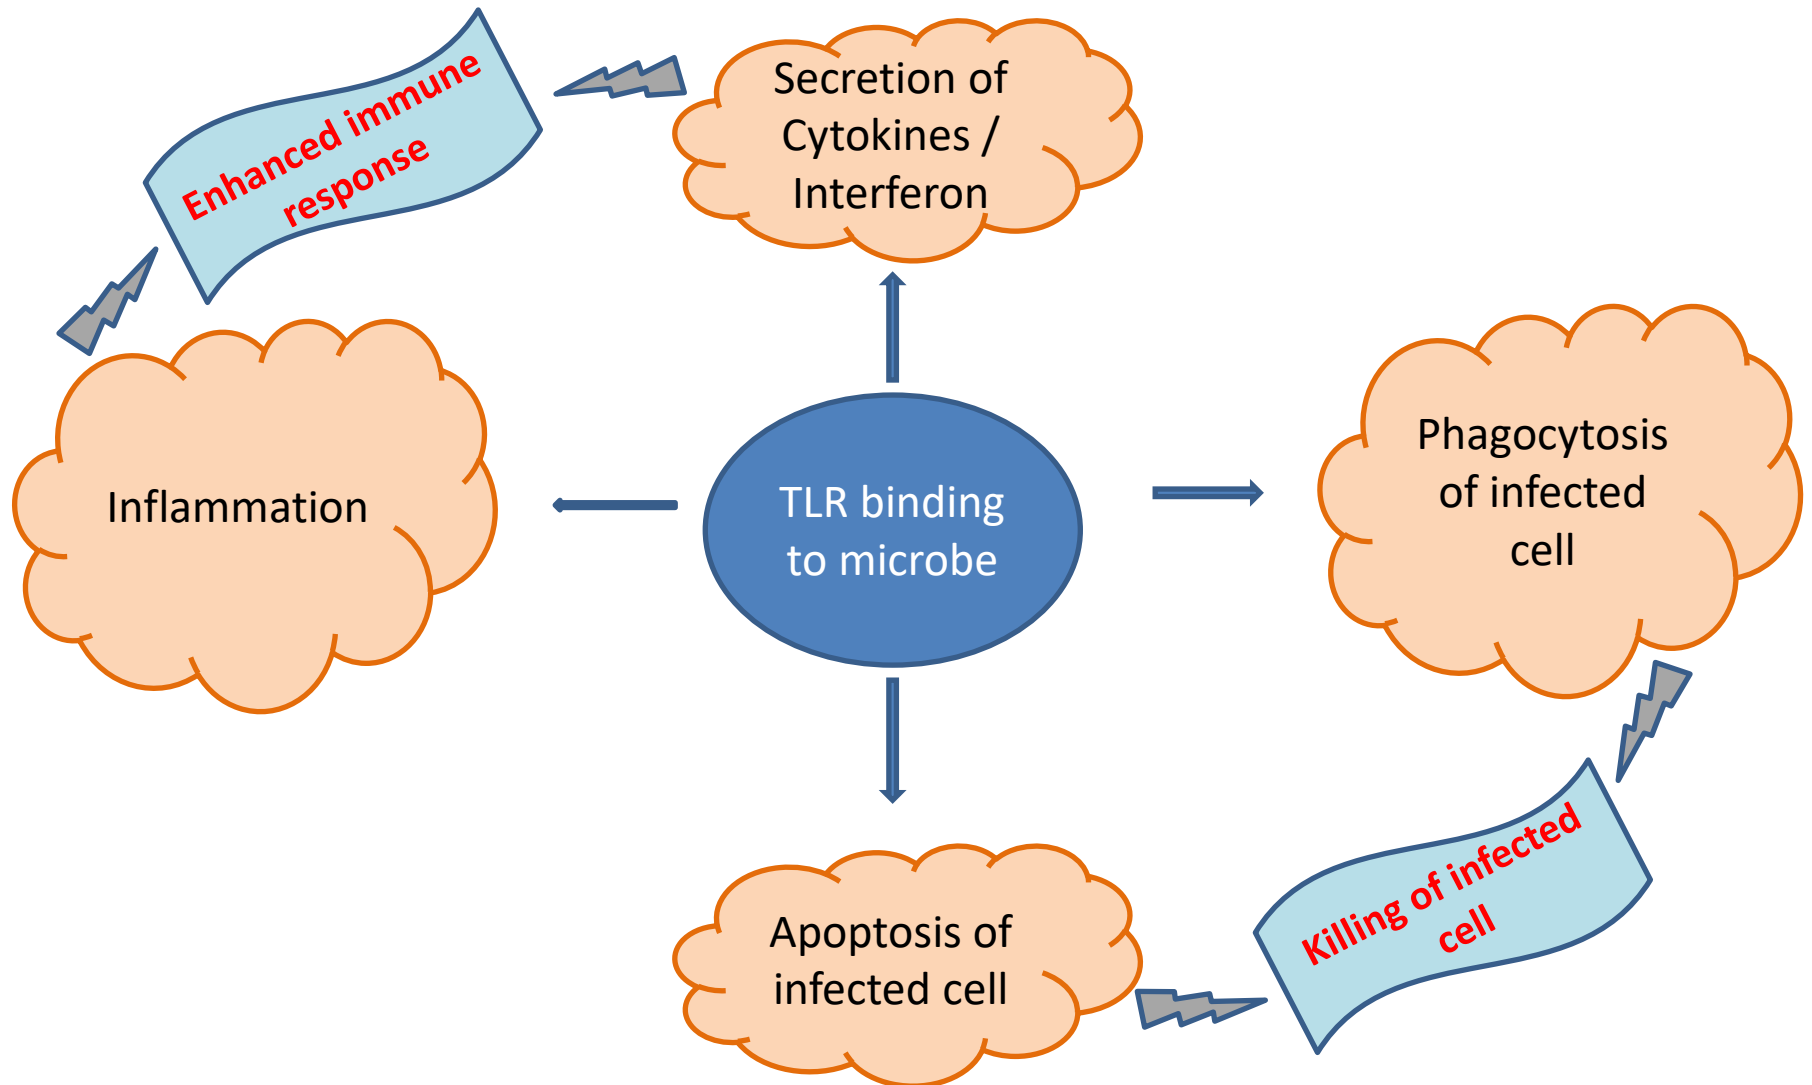 Enhanced immune
response
Secretion of
Cytokines /
Interferon
Inflammation
TLR binding
to microbe
Phagocytosis
of infected
cell
Apoptosis of
infected cell
Killing of infected
cell